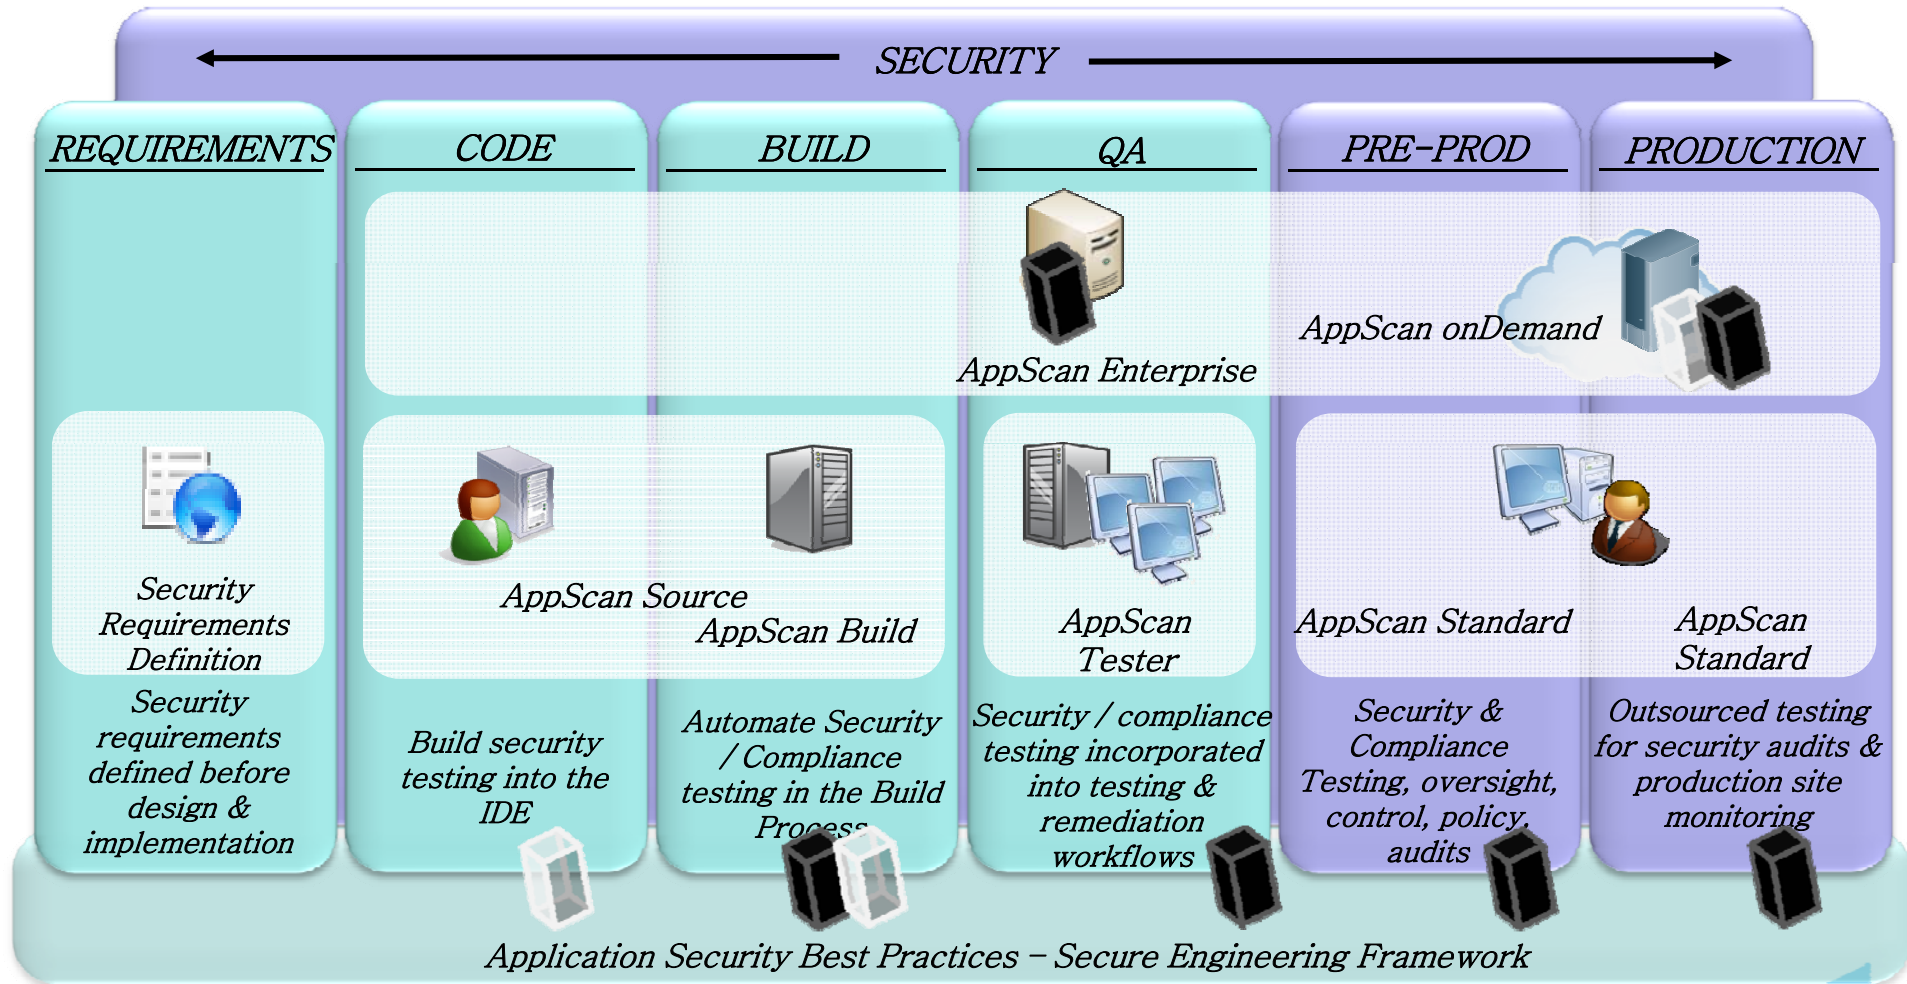 SECURITY
REQUIREMENTS
CODE
BUILD
QA
PRE-PROD
PRODUCTION
AppScan Enterprise
AppScan onDemand
Security
Requirements
Definition
AppScan Source
AppScan Build
AppScan
Tester
AppScan Standard
AppScan
Standard
Security
requirements
defined before
design &
implementation
Build security
testing into the
IDE
Automate Security
/ Compliance
testing in the Build
Process
Security / compliance
testing incorporated
into testing &
remediation
workflows
Security &
Compliance
Testing, oversight,
control, policy,
audits
Outsourced testing
for security audits &
production site
monitoring
Application Security Best Practices – Secure Engineering Framework